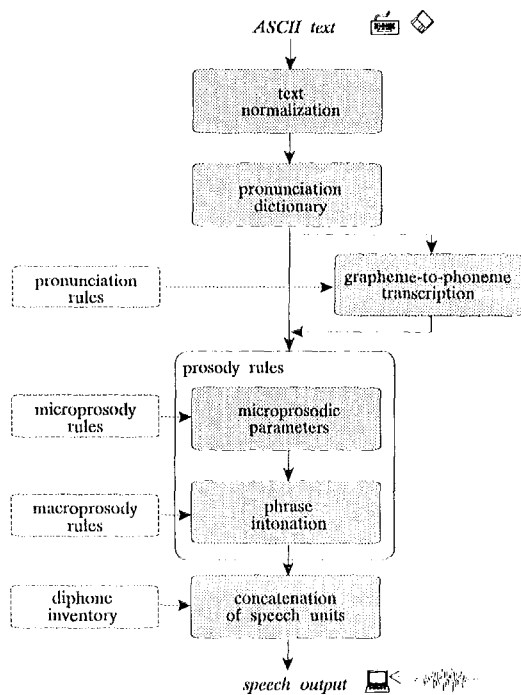 ASCII text
text
normalization
pronunciation
dictionary
pronunciation
rules
grapheme-to-phoneme
transcription
prosody rules
microprosody
rules
microprosodic
parameters
macroprosody
rules
phrase
intonation
diphone
inventory
concatenation
of speech units
speech output